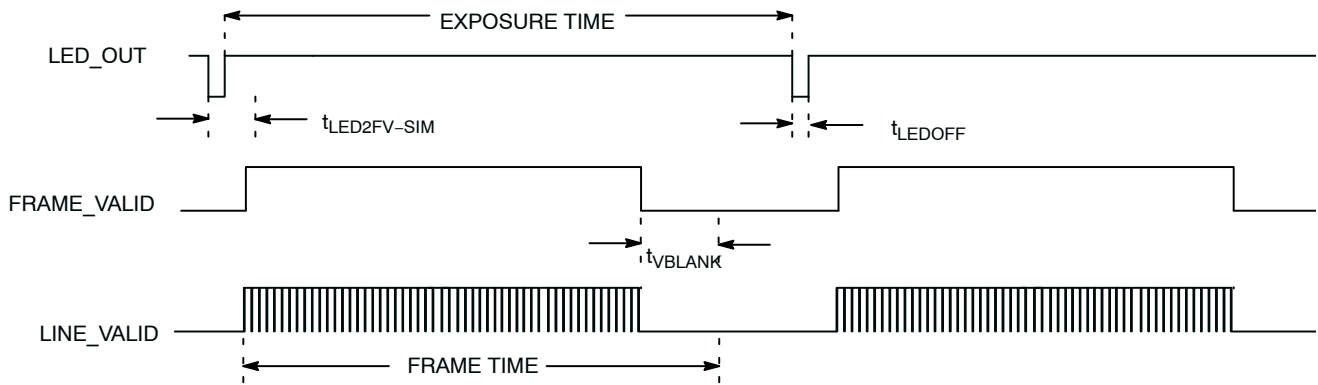 EXPOSURE TIME
LED_OUT
tLED2FV–SIM
tLEDOFF
FRAME_VALID
tVBLANK
LINE_VALID
FRAME TIME